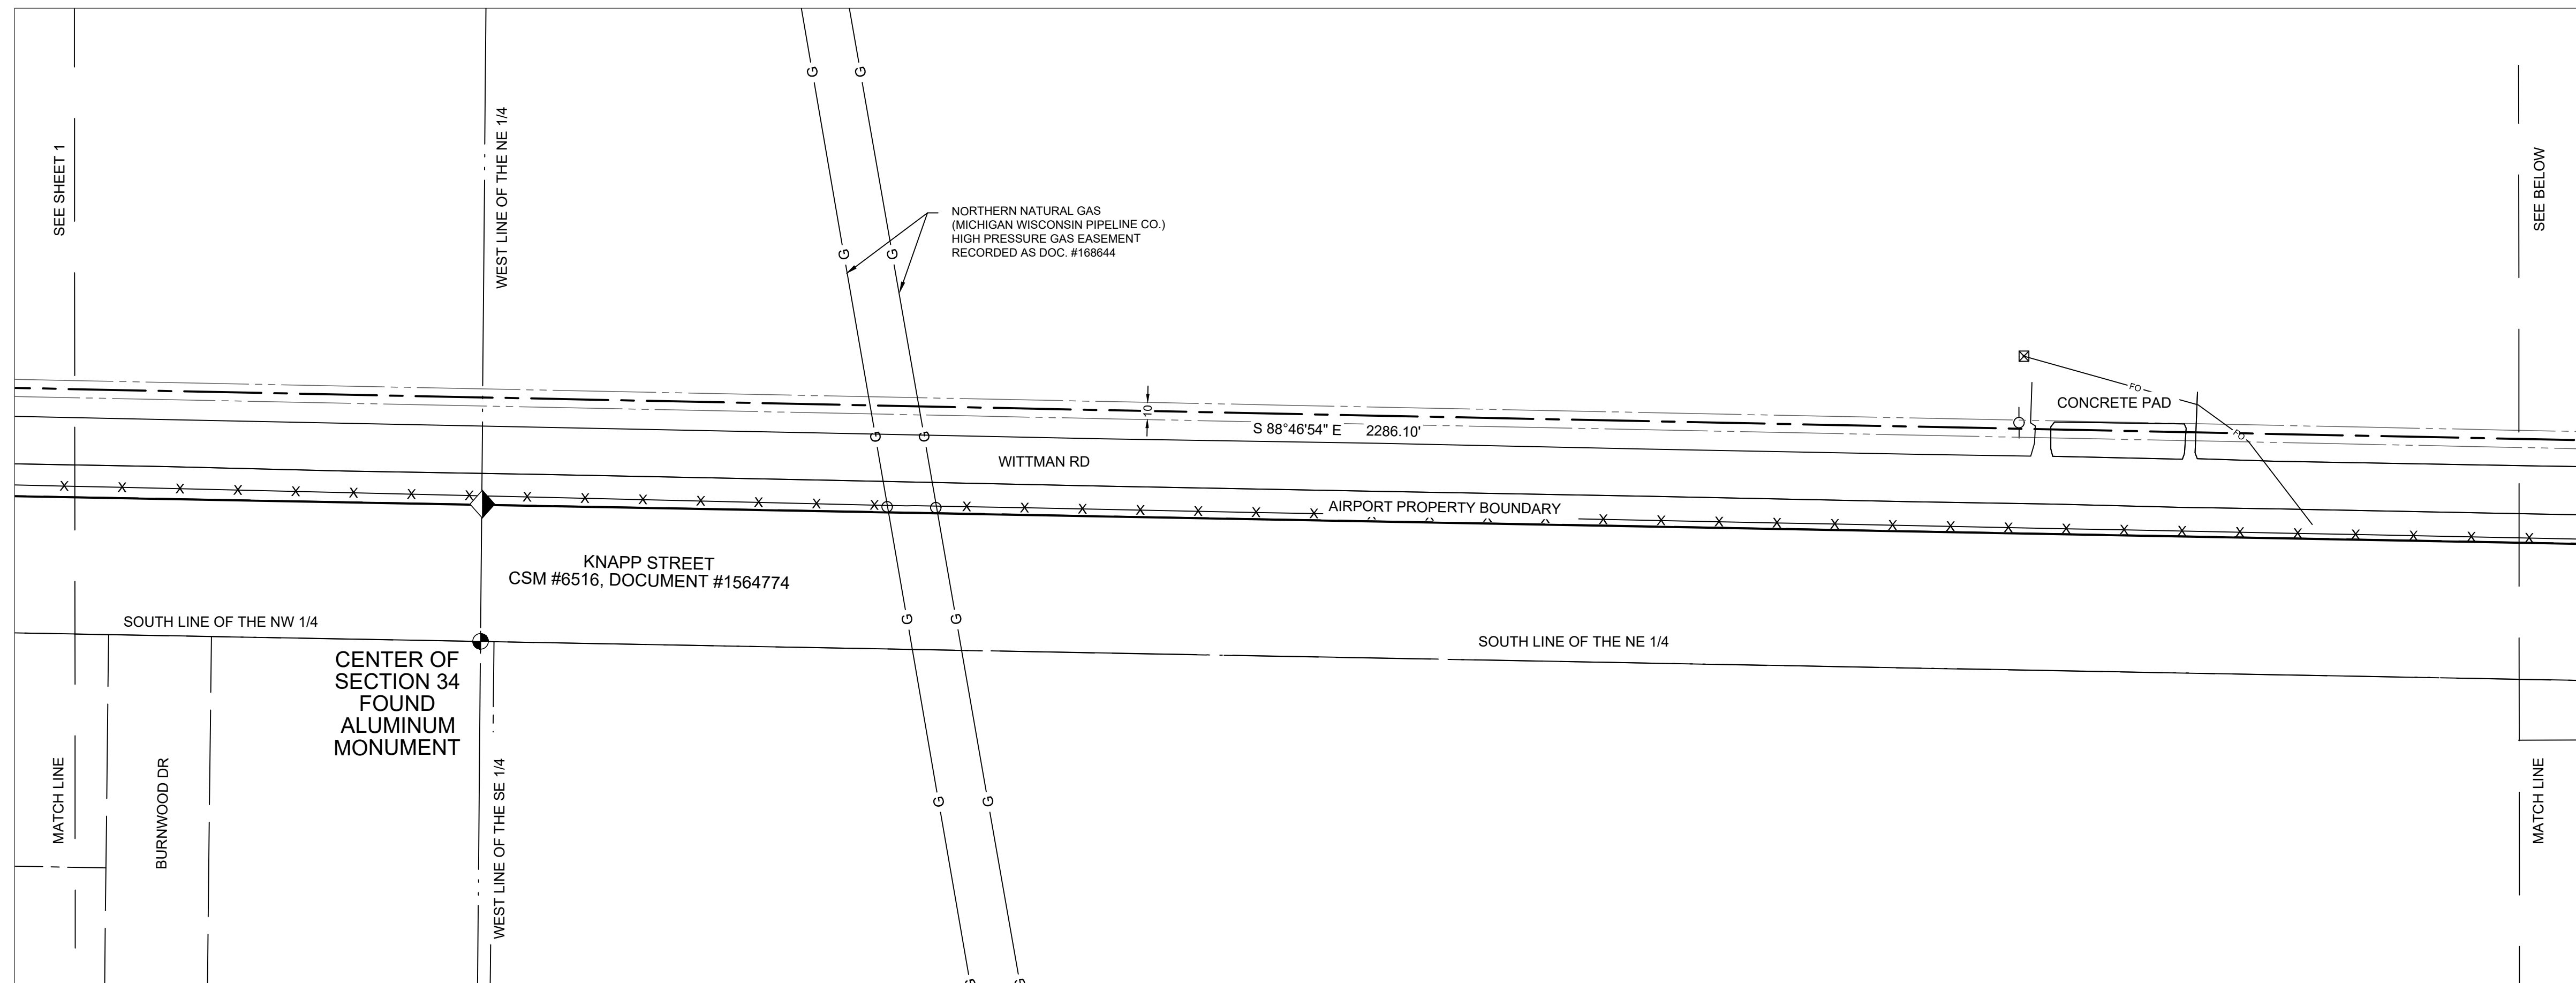 SEE SHEET 1
WEST LINE OF THE NE 1/4
G
G
SEE BELOW
NORTHERN NATURAL GAS
(MICHIGAN WISCONSIN PIPELINE CO.)
HIGH PRESSURE GAS EASEMENT
RECORDED AS DOC. #168644
G
G
FO
CONCRETE PAD
10
S 88°46'54" E 2286.10'
G
G
FO
WITTMAN RD
X X X X X X X X X X X X X X X X X X X X X X
AIRPORT PROPERTY BOUNDARY
X X X X X X X X X X X X X X X X X
KNAPP STREET
CSM #6516, DOCUMENT #1564774
G
G
SOUTH LINE OF THE NW 1/4
SOUTH LINE OF THE NE 1/4
CENTER OF
SECTION 34
FOUND
ALUMINUM
MONUMENT
MATCH LINE
BURNWOOD DR
WEST LINE OF THE SE 1/4
G
G
MATCH LINE